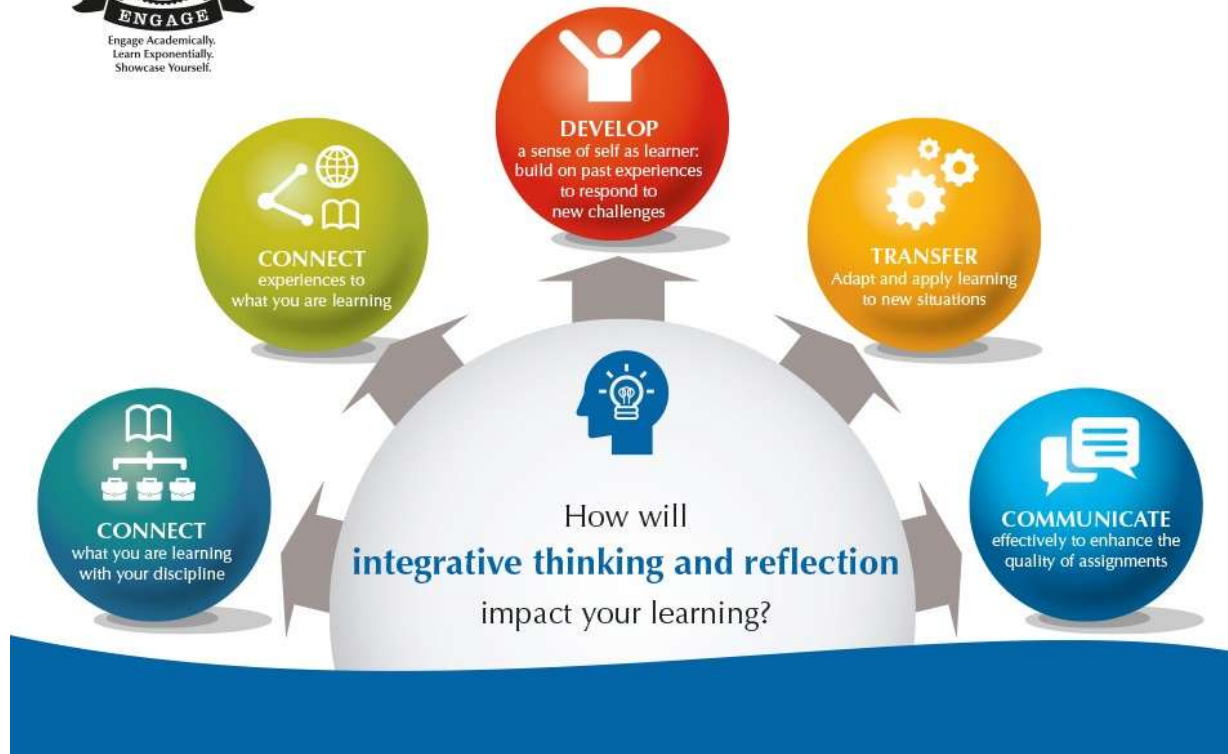 ENGAGE
Engage Academically.
Learn Exponentially.
Showcase Yourself.
CONNECT
what you are learning
with your discipline
CONNECT
experiences to
what you are learning
DEVELOP
a sense of self as learner:
build on past experiences
to respond to
new challenges
TRANSFER
Adapt and apply learning
to new situations
COMMUNICATE
effectively to enhance the
quality of assignments
How will
integrative thinking and reflection
impact your learning?